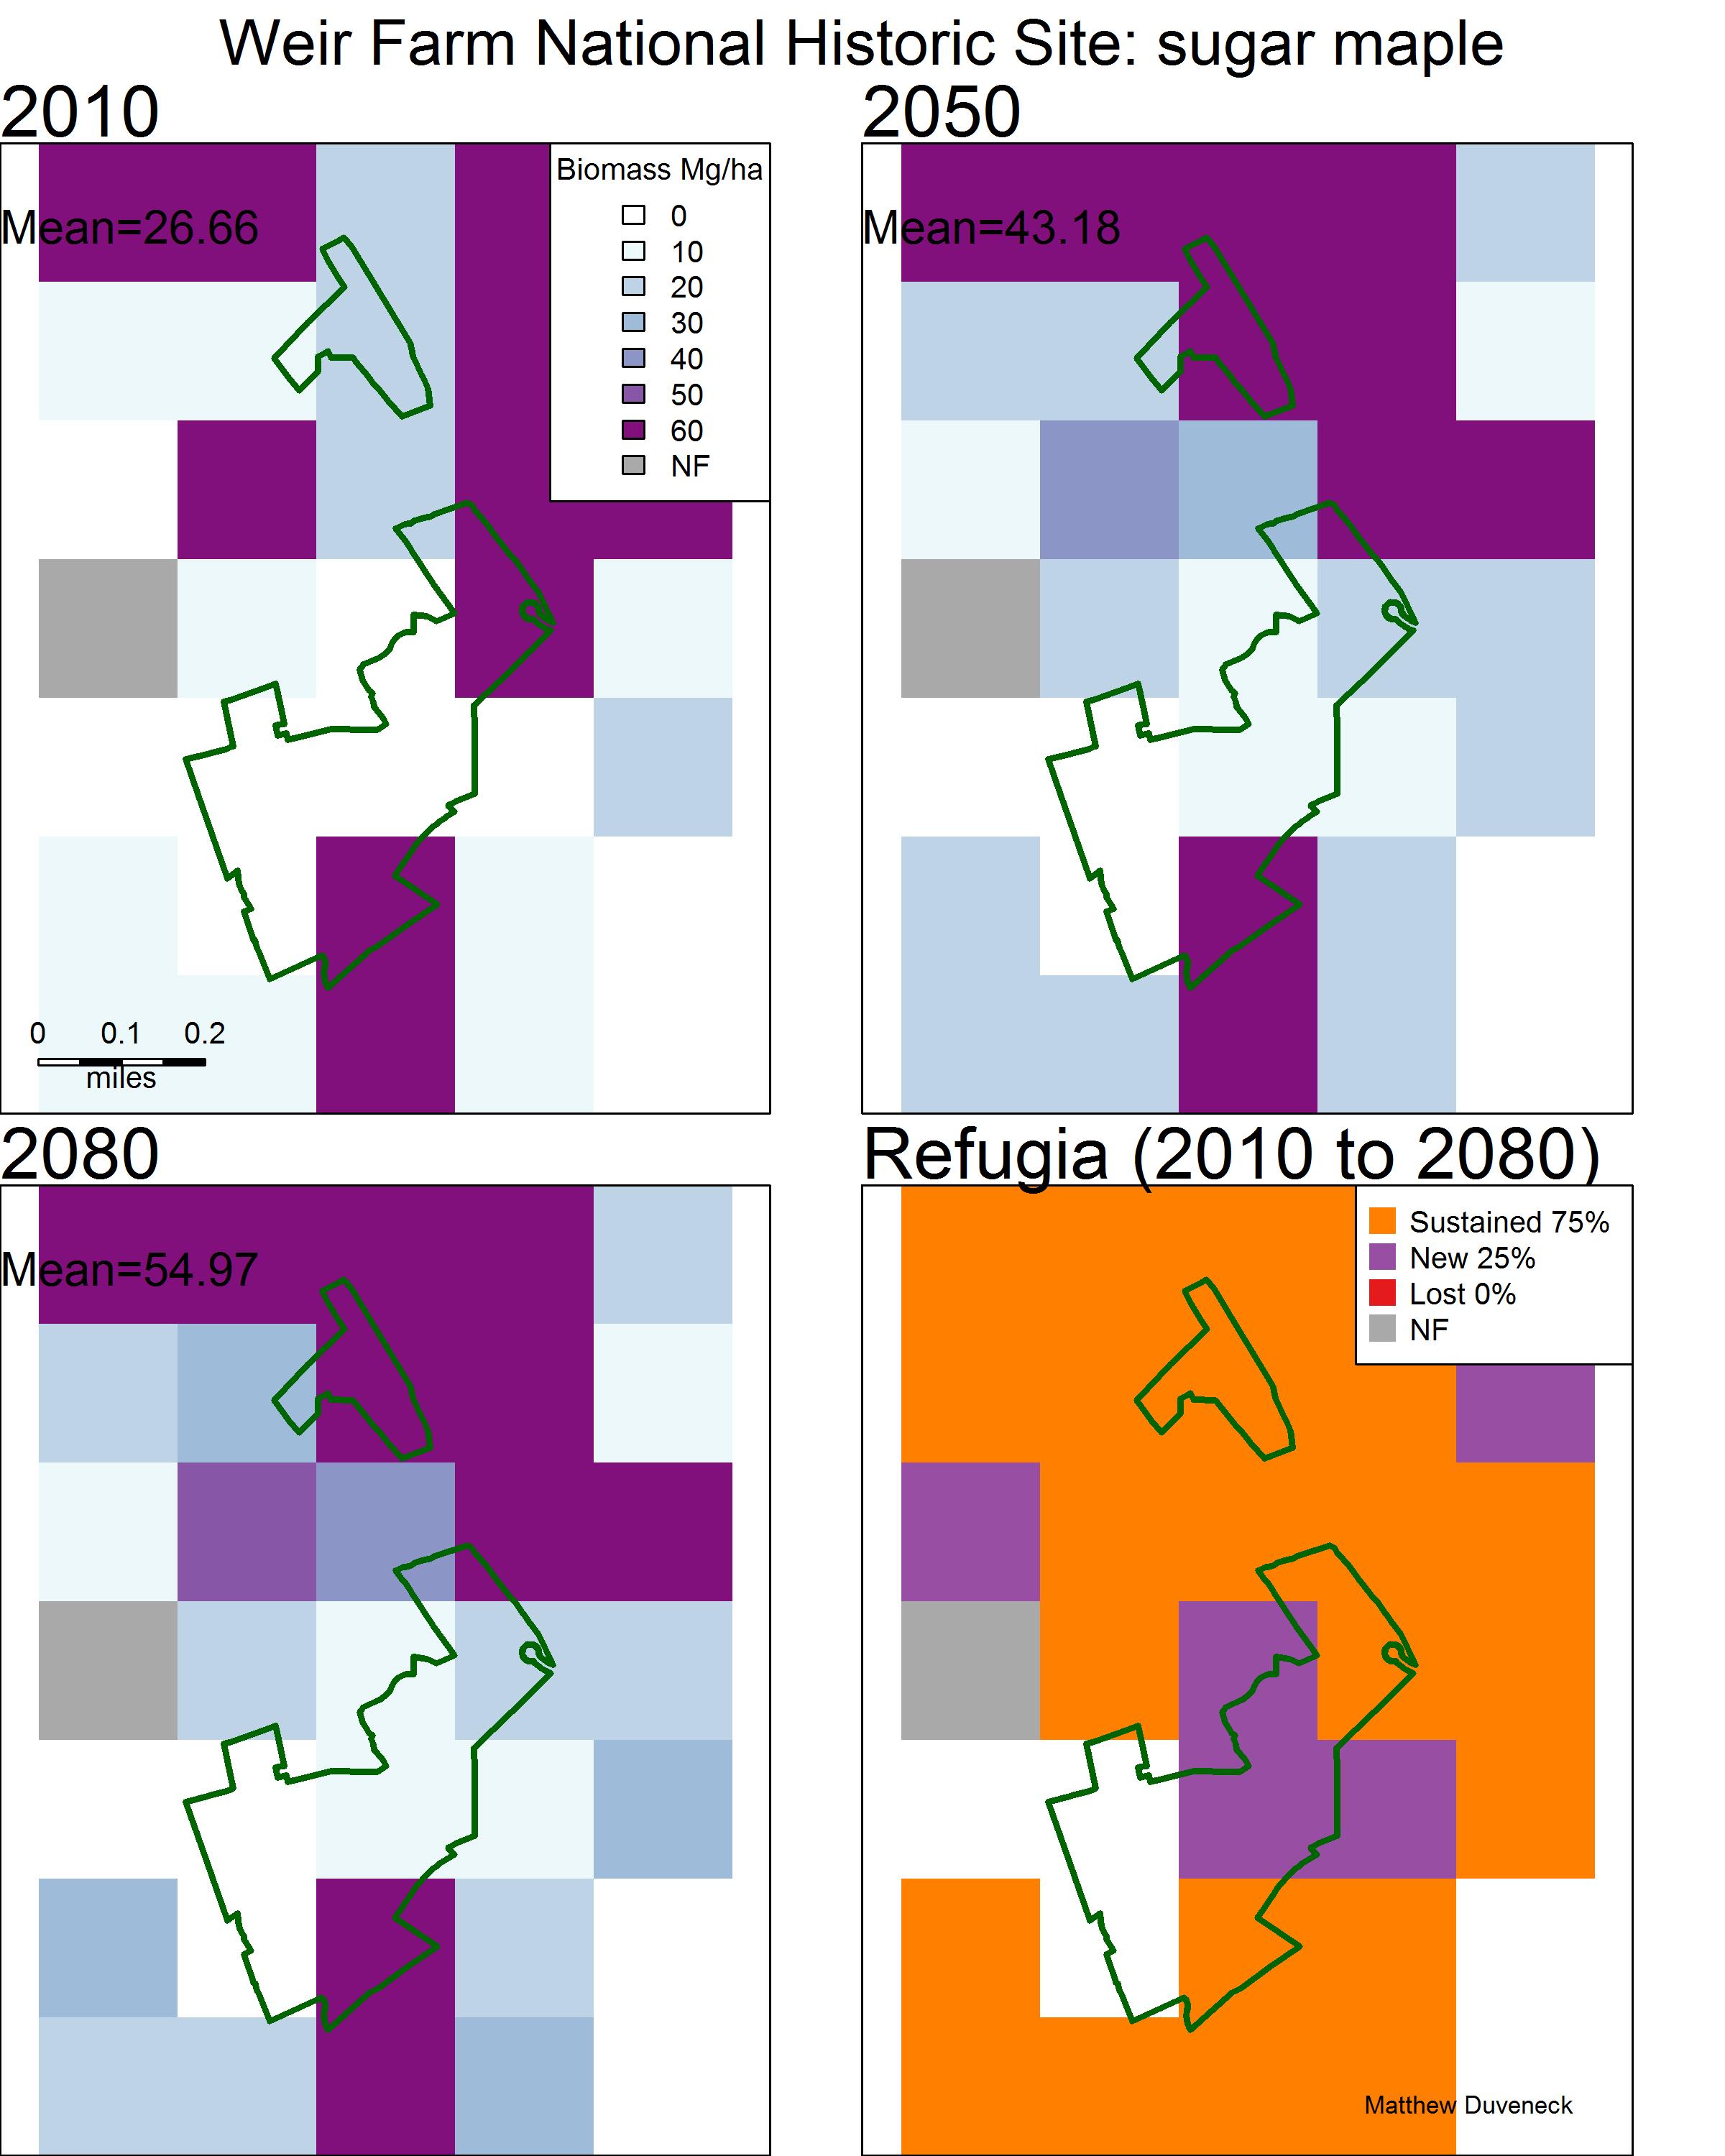 Weir Farm National Historic Site: sugar maple
2010
Mean=26.66
Biomass Mg/ha
0
10
20
30
40
50
60
NF
0 0.1 0.2
miles
2050
Mean=43.18
2080
Mean=54.97
Refugia (2010 to 2080)
Sustained 75%
New 25%
Lost 0%
NF
Matthew Duveneck